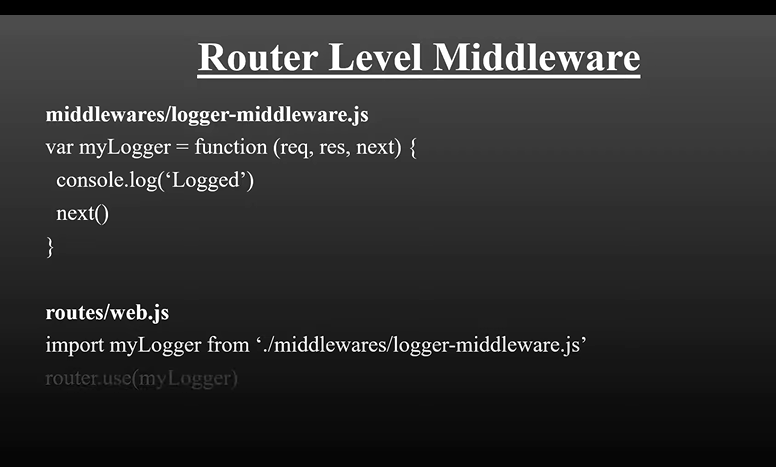 Router Level Middleware
middlewares/logger-middleware.js
var myLogger = function (req, res, next) {
console.log(‘Logged’)
next()
}
routes/web.js
import myLogger from ‘./middlewares/logger-middleware.js’
router.use(myLogger)